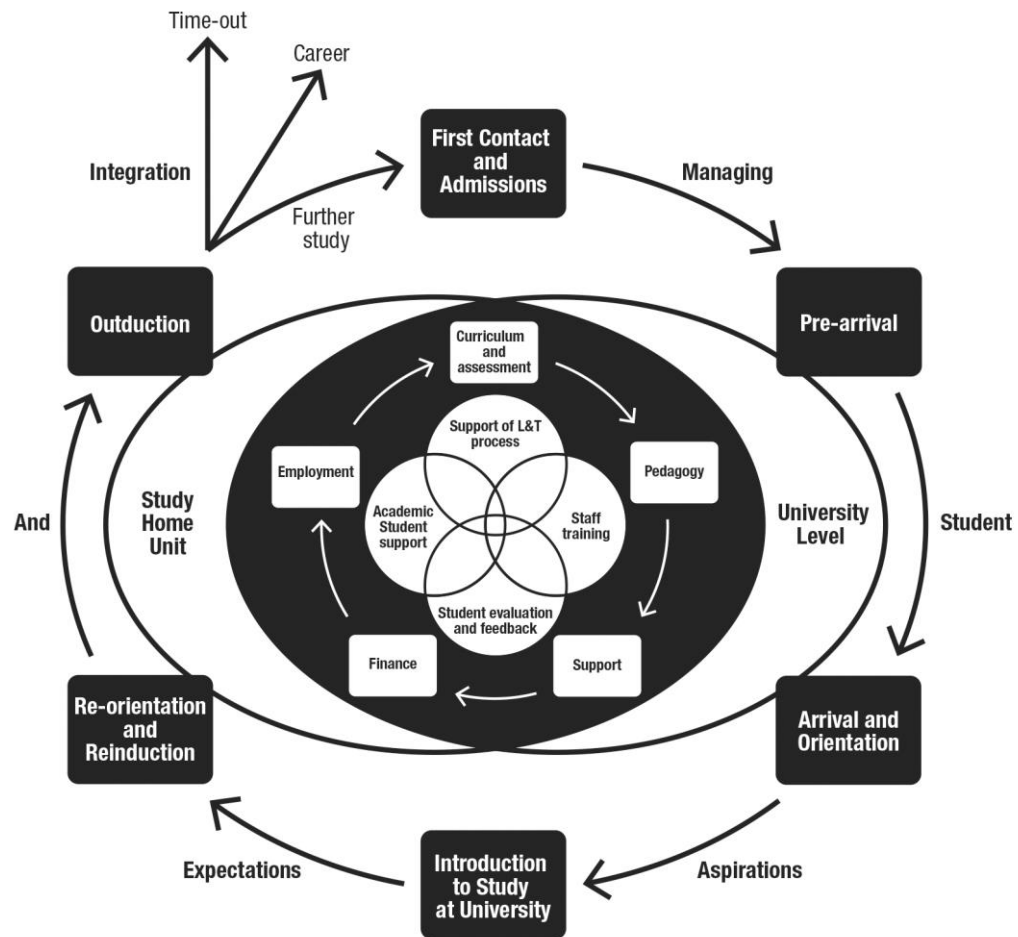 Time-out
Career
First Contact
and
Admissions
Integration
Managing
Further
study
Outduction
Pre-arrival
Curriculum
and
assessment
Support of L&T
process
Employment
Pedagogy
Study
Home
Unit
Academic
Student
support
Staff
training
University
Level
And
Student
Student evaluation
and feedback
Finance
Support
Re-orientation
and
Reinduction
Arrival and
Orientation
Expectations
Introduction
to Study
at University
Aspirations